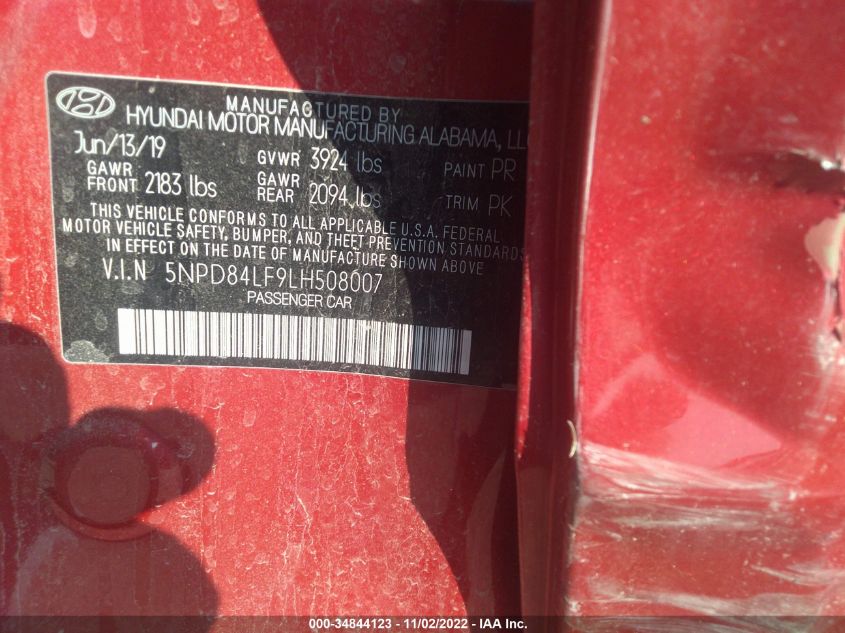 MANUFACTURED BY
HYUNDAI MOTOR MANUFACTURING ALABAMA, LLC
Jun/13/19 GVWR 3924 lbs PAINT PR
GAWR FRONT 2183 lbs GAWR REAR 2094 lbs TRIM PK
THIS VEHICLE CONFORMS TO ALL APPLICABLE U.S.A. FEDERAL
MOTOR VEHICLE SAFETY, BUMPER, AND THEFT PREVENTION STANDARDS
IN EFFECT ON THE DATE OF MANUFACTURE SHOWN ABOVE
V.I.N 5NPD84LF9LH508007
PASSENGER CAR
000-34844123 - 11/02/2022 - IAA Inc.